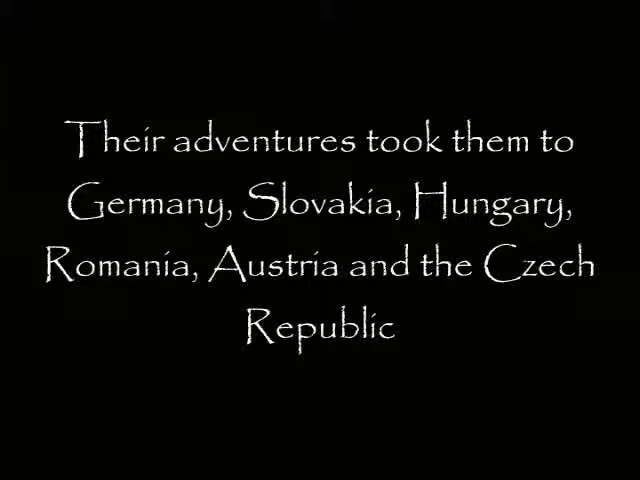 Their adventures took them to
Germany, Slovakia, Hungary,
Romania, Austria and the Czech
Republic